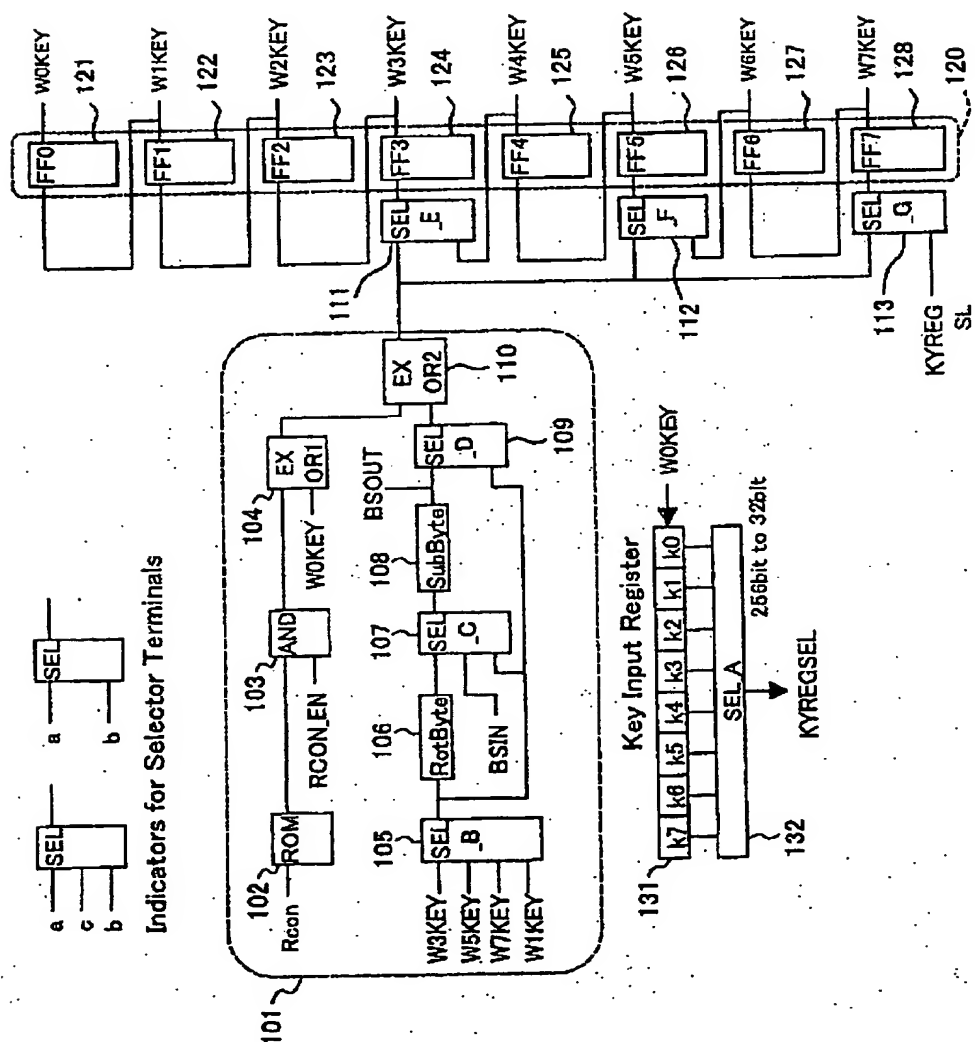 FF0
W0KEY
121
FF1
W1KEY
122
FF2
W2KEY
123
SEL
_E
111
FF3
W3KEY
124
FF4
W4KEY
125
SEL
_F
112
FF5
W5KEY
126
FF6
W6KEY
127
SEL
_G
113
FF7
W7KEY
128
120
KYREG
SL
a
c
b
SEL
a
b
SEL
Indicators for Selector Terminals
101
Rcon
102
ROM
103
AND
RCON_EN
104
EX
OR1
W0KEY
EX
OR2
110
W3KEY
W5KEY
W7KEY
W1KEY
105
SEL
_B
106
RotByte
107
SEL
_C
BSIN
108
SubByte
BSOUT
SEL
_D
109
Key Input Register
131
k7 k6 k5 k4 k3 k2 k1 k0
W0KEY
132
SEL A
256bit to 32bit
KYREGSEL